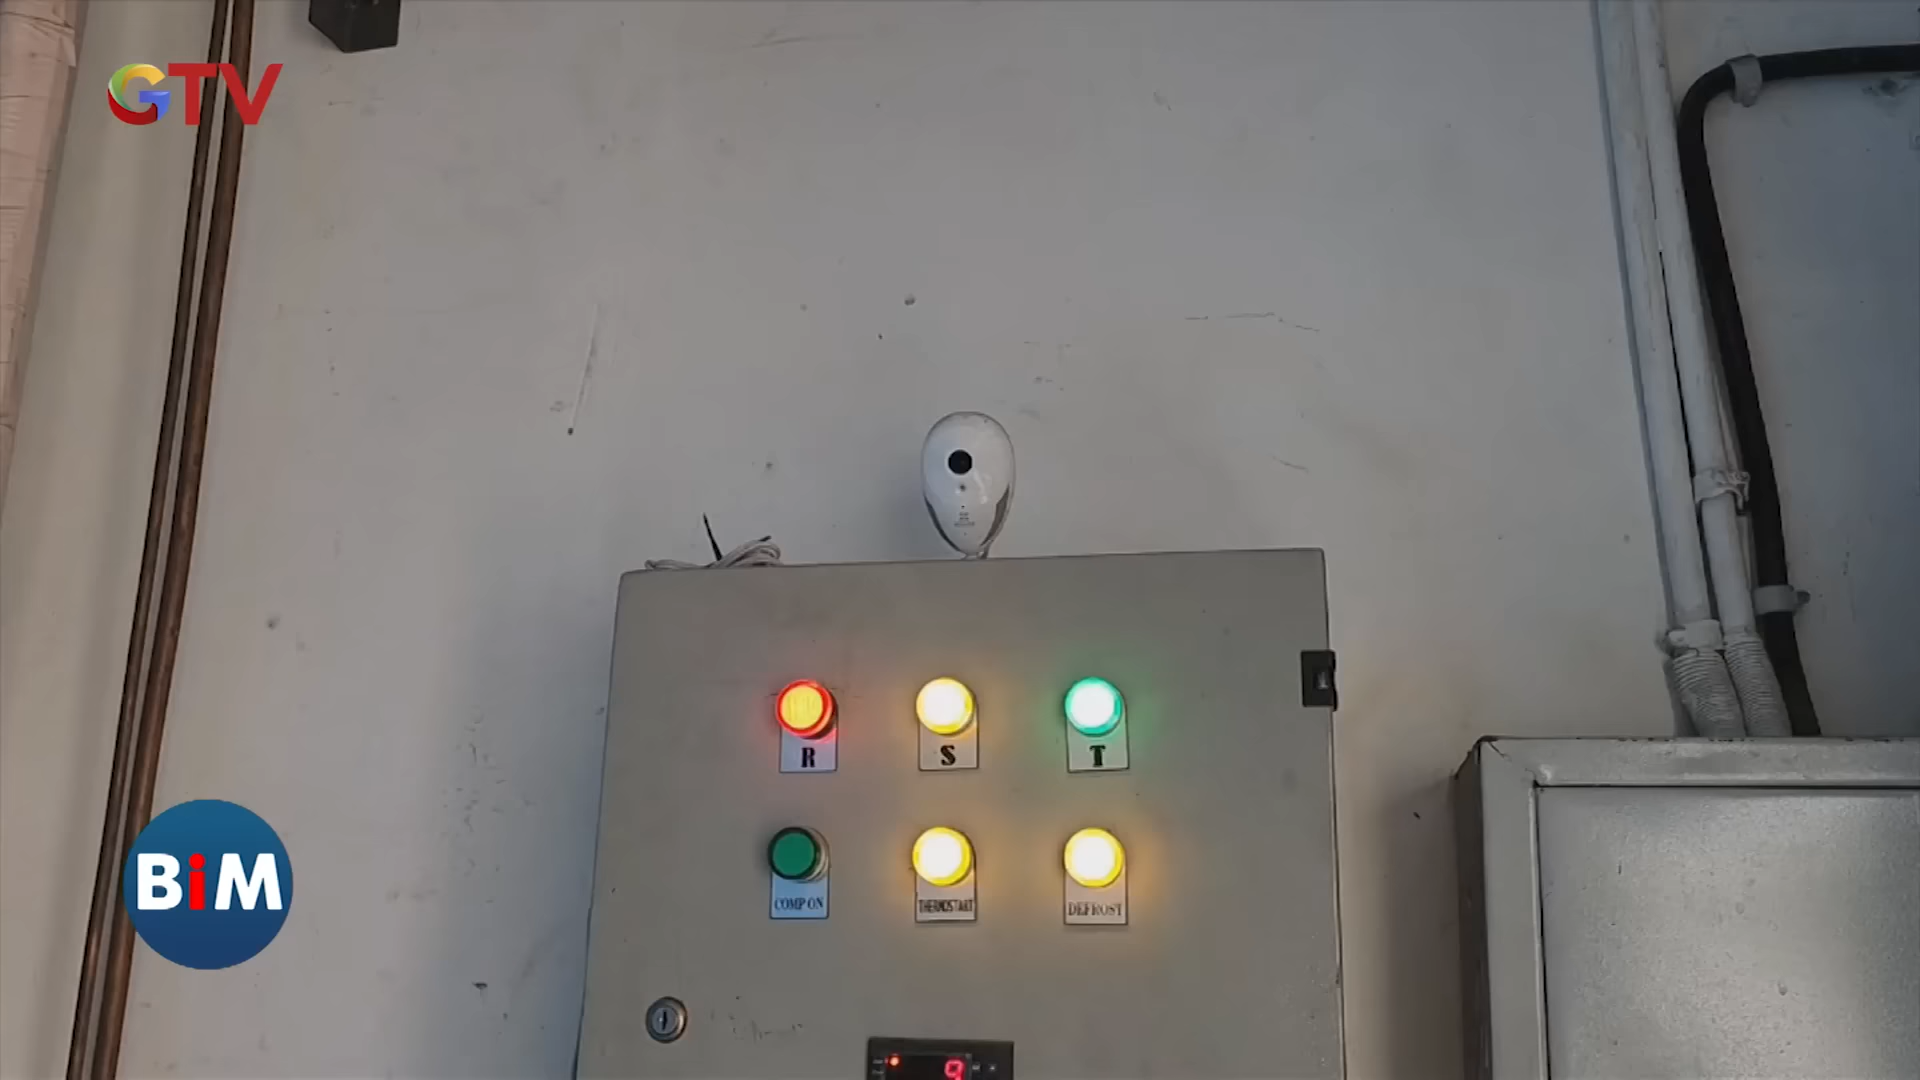 GTV
R
S
T
COMP ON
THERMOSTART
DEFROST
BiM
9